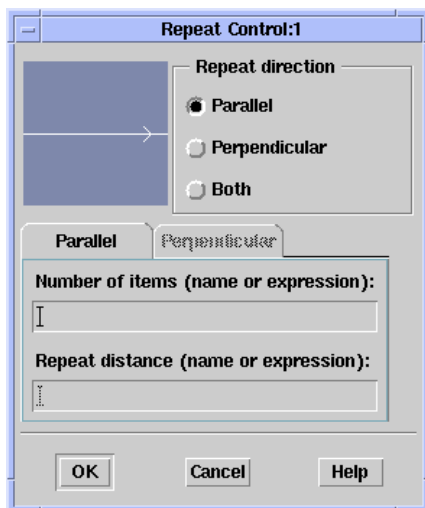 Repeat Control:1
Repeat direction
Parallel
Perpendicular
Both
Parallel Perpendicular
Number of items (name or expression):
Repeat distance (name or expression):
OK Cancel Help